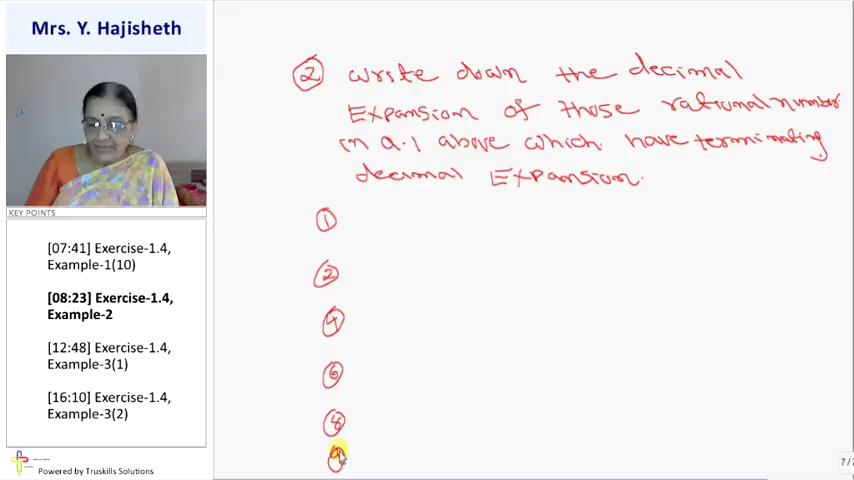 Mrs. Y. Hajisheth
KEY POINTS
[07:41] Exercise-1.4,
Example-1(10)
[08:23] Exercise-1.4,
Example-2
[12:48] Exercise-1.4,
Example-3(1)
[16:10] Exercise-1.4,
Example-3(2)
Powered by Truskills Solutions
② write down the decimal
Expansion of those rational number
in Q.1 above which have terminating
decimal Expansion.
①
②
④
⑥
⑧
⑨